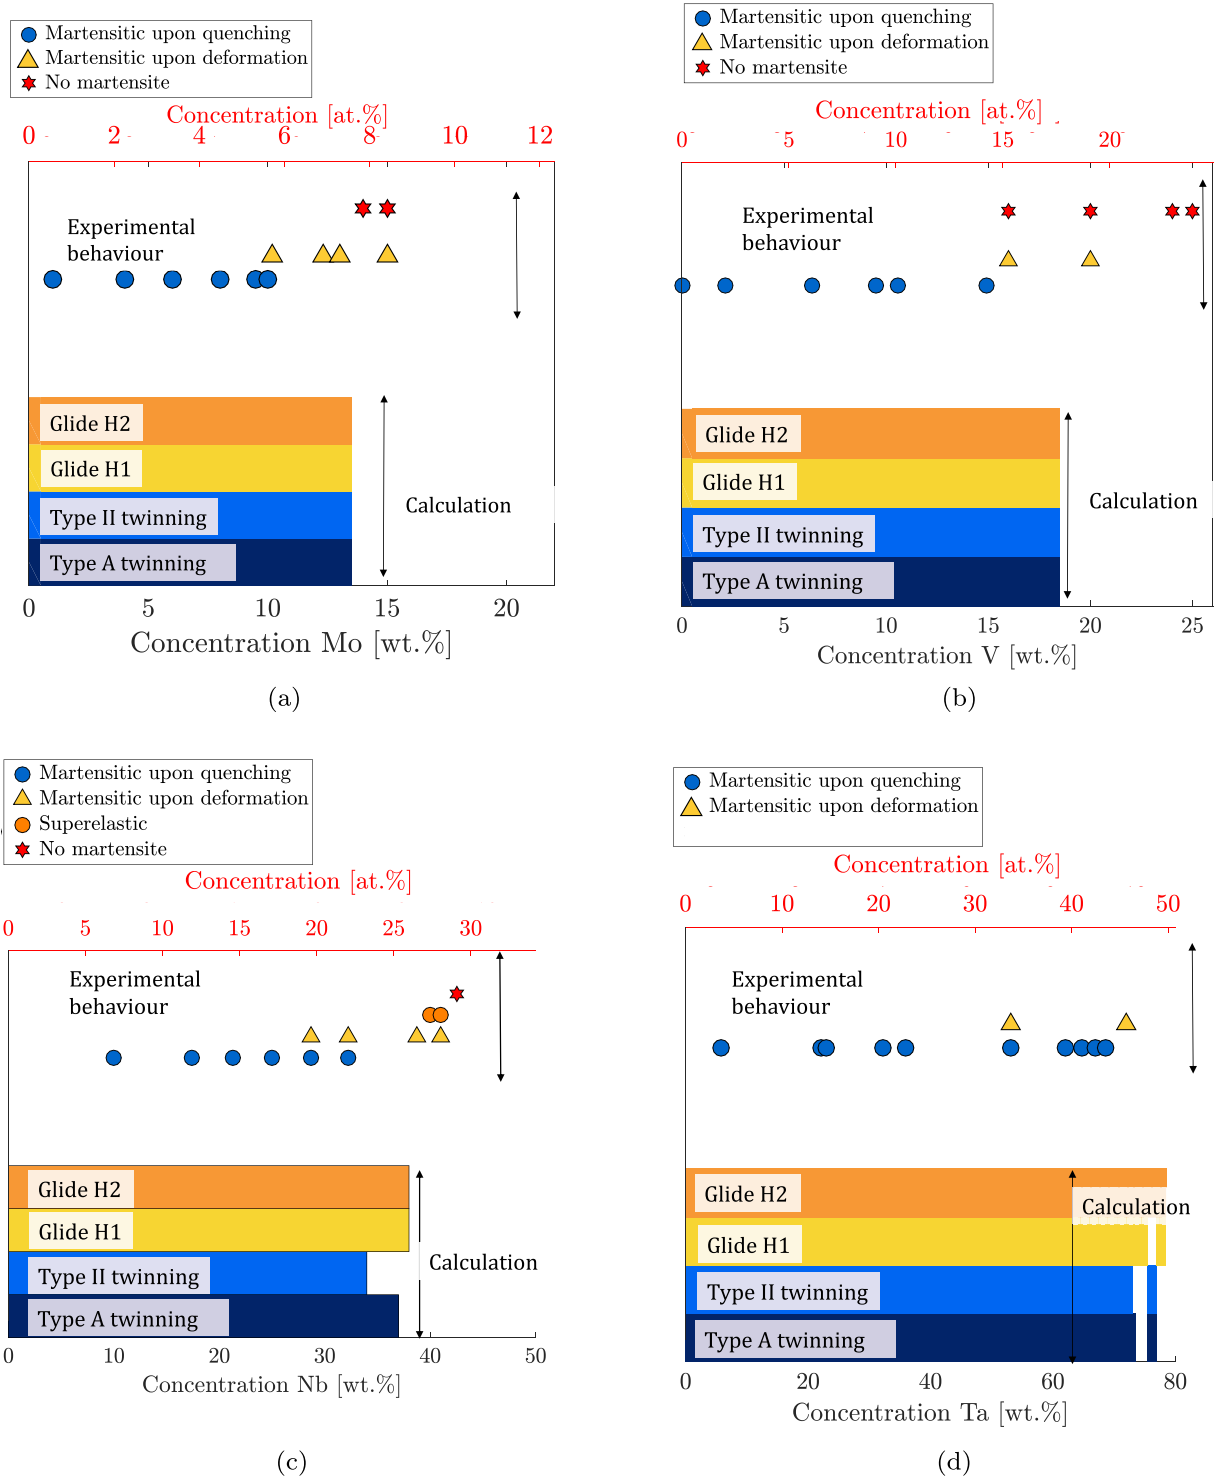 Martensitic upon quenching
Martensitic upon deformation
No martensite
Concentration [at.%]
0 2 4 6 8 10 12
Experimental
behaviour
Glide H2
Glide H1
Type II twinning
Type A twinning
Calculation
0 5 10 15 20
Concentration Mo [wt.%]
(a)
Martensitic upon quenching
Martensitic upon deformation
No martensite
Concentration [at.%]
0 5 10 15 20
Experimental
behaviour
Glide H2
Glide H1
Type II twinning
Type A twinning
Calculation
0 5 10 15 20 25
Concentration V [wt.%]
(b)
Martensitic upon quenching
Martensitic upon deformation
Superelastic
No martensite
Concentration [at.%]
0 5 10 15 20 25 30
Experimental
behaviour
Glide H2
Glide H1
Type II twinning
Type A twinning
Calculation
0 10 20 30 40 50
Concentration Nb [wt.%]
(c)
Martensitic upon quenching
Martensitic upon deformation
Concentration [at.%]
0 10 20 30 40 50
Experimental
behaviour
Glide H2
Calculation
Glide H1
Type II twinning
Type A twinning
0 20 40 60 80
Concentration Ta [wt.%]
(d)